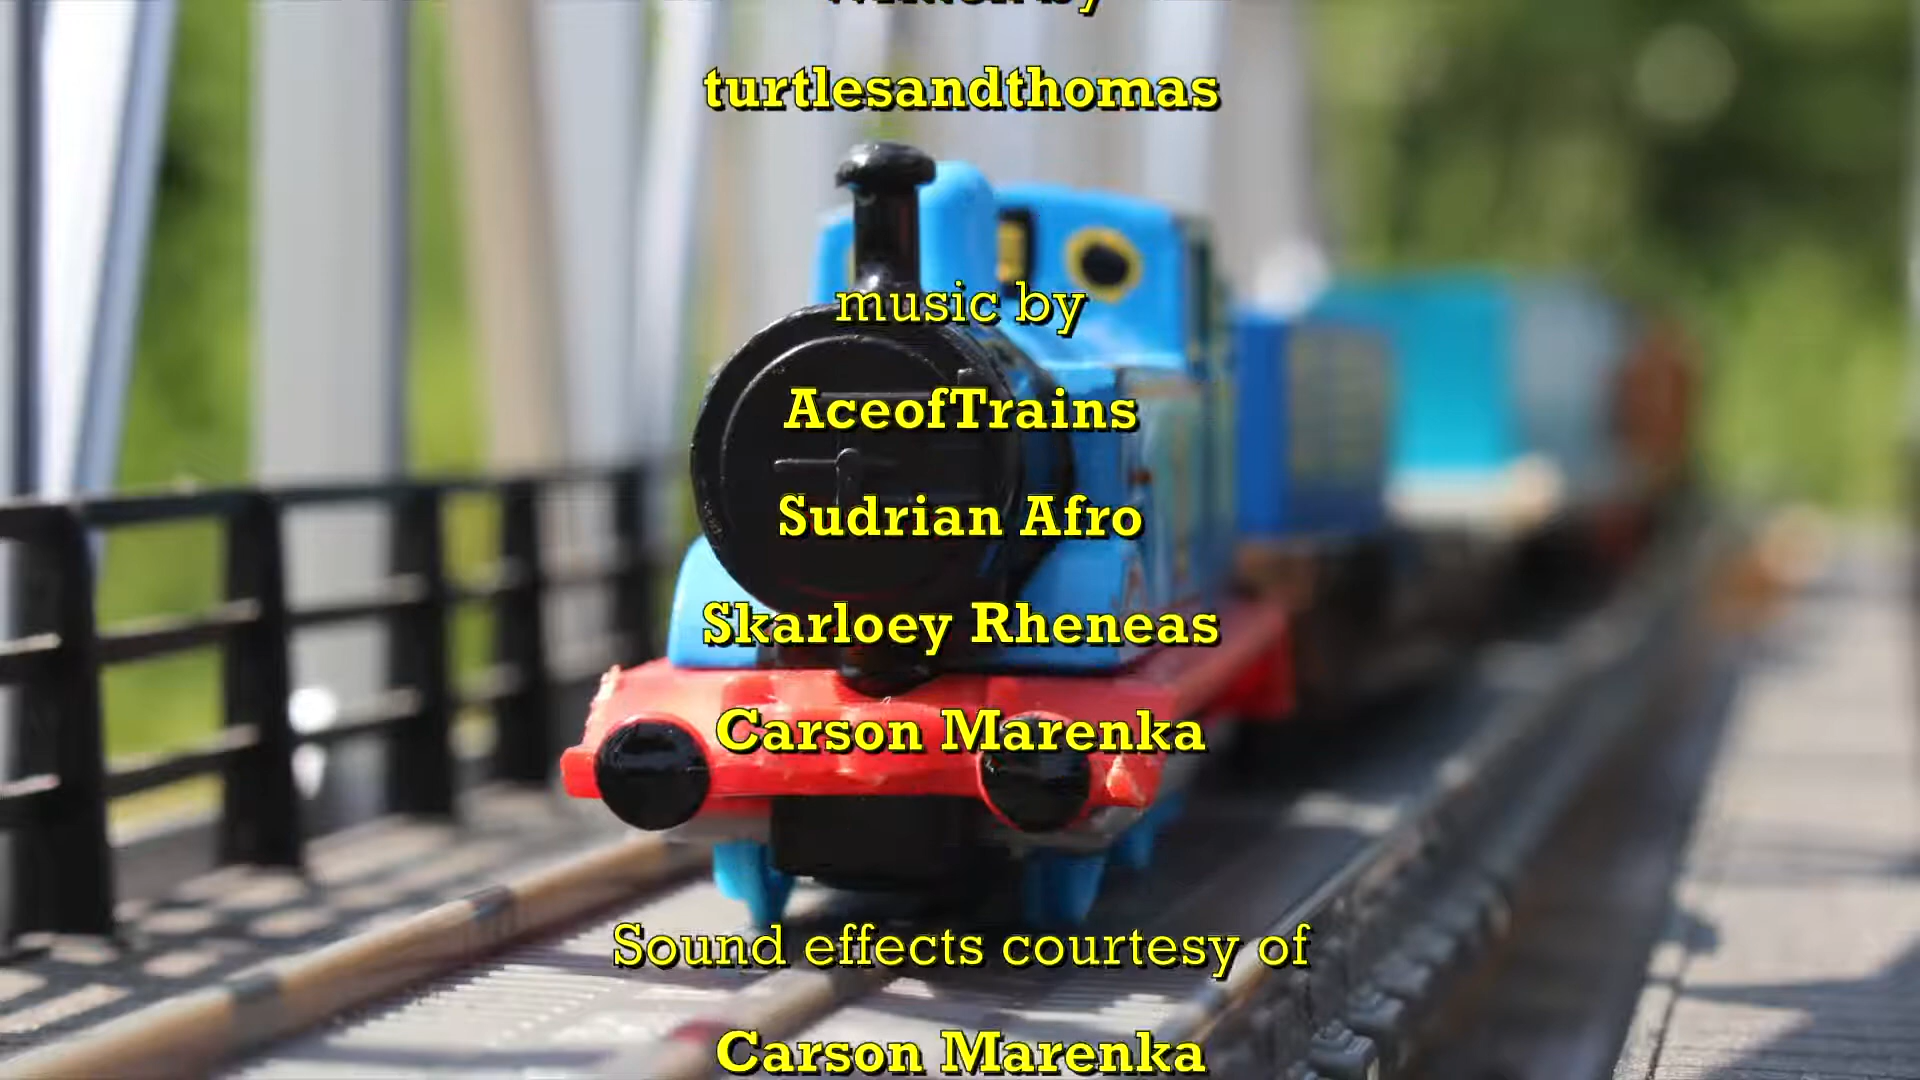 turtlesandthomas
music by
AceofTrains
Sudrian Afro
Skarloey Rheneas
Carson Marenka
Sound effects courtesy of
Carson Marenka